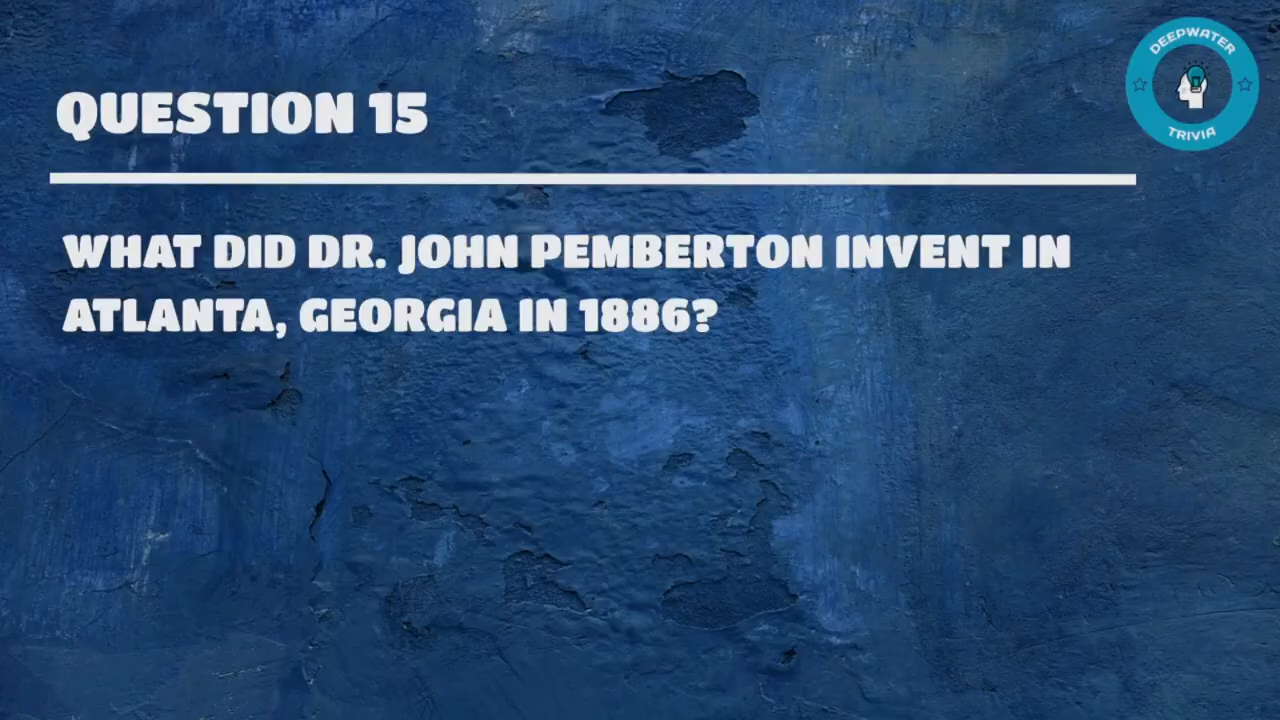 DEEPWATER
TRIVIA
QUESTION 15
WHAT DID DR. JOHN PEMBERTON INVENT IN
ATLANTA, GEORGIA IN 1886?